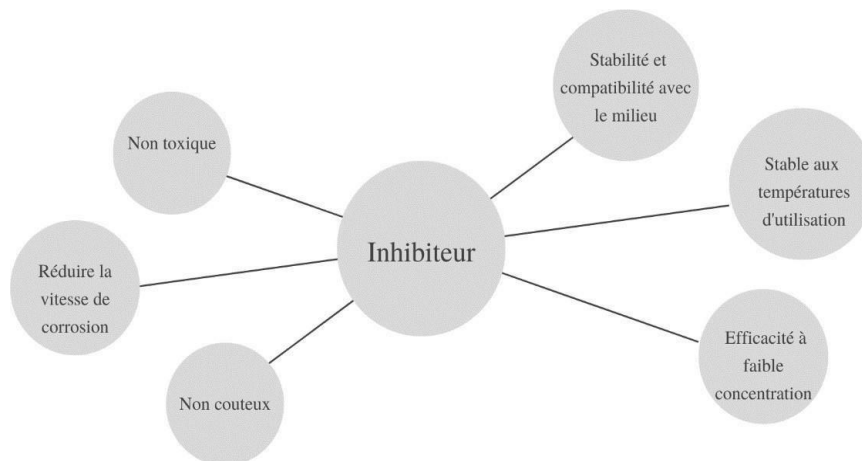 Stabilité et
compatibilité avec
le milieu
Non toxique
Stable aux
températures
d'utilisation
Inhibiteur
Réduire la
vitesse de
corrosion
Efficacité à
faible
concentration
Non couteux